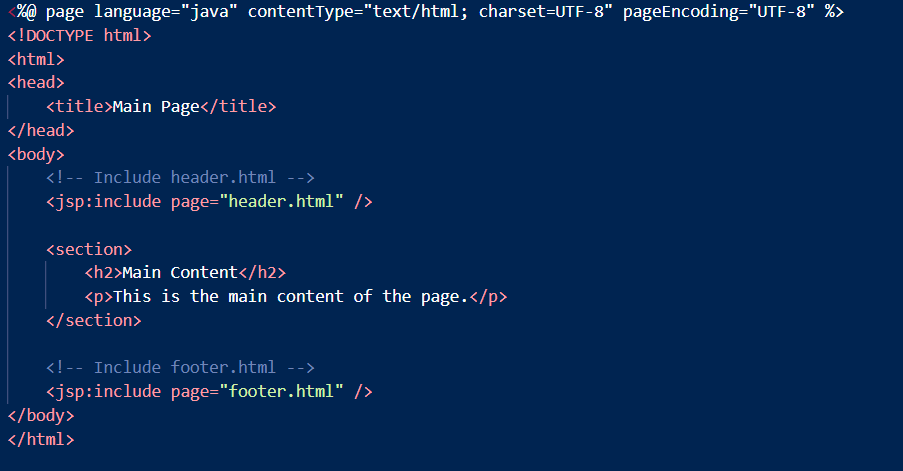 <%@ page language="java" contentType="text/html; charset=UTF-8" pageEncoding="UTF-8" %>
<!DOCTYPE html>
<html>
<head>
    <title>Main Page</title>
</head>
<body>
    <!-- Include header.html -->
    <jsp:include page="header.html" />

    <section>
        <h2>Main Content</h2>
        <p>This is the main content of the page.</p>
    </section>

    <!-- Include footer.html -->
    <jsp:include page="footer.html" />
</body>
</html>